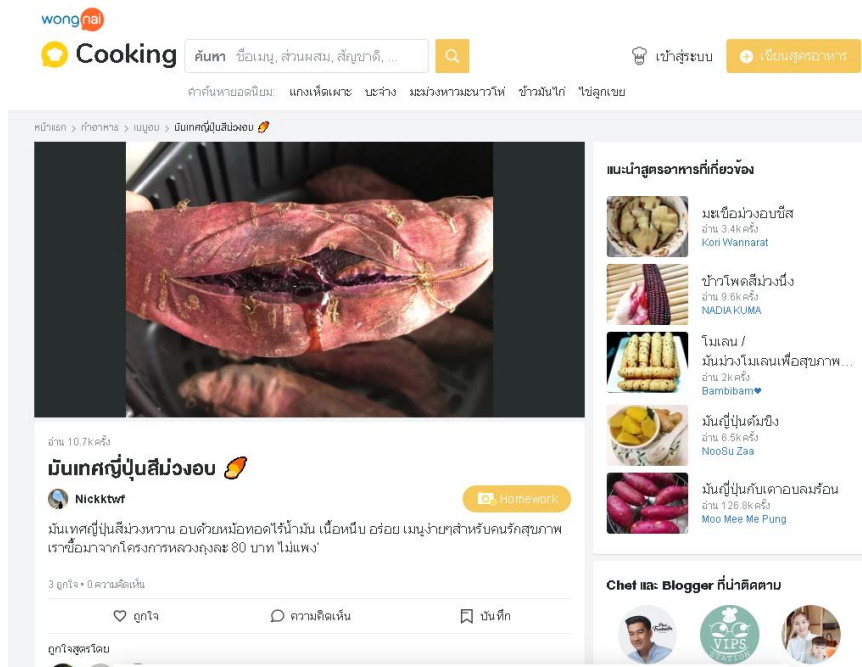 wongnai
Cooking
ค้นหา ชื่อเมนู, ส่วนผสม, สัญชาติ, ...
เข้าสู่ระบบ
เขียนสูตรอาหาร
คำค้นหายอดนิยม: แกงเห็ดเผาะ บะจ่าง มะม่วงหาวมะนาวโห่ ข้าวมันไก่ ไข่ลูกเขย
หน้าแรก > ทำอาหาร > เมนูอบ > มันเทศญี่ปุ่นสีม่วงอบ 🍠
อ่าน 10.7k ครั้ง
มันเทศญี่ปุ่นสีม่วงอบ 🍠
Nickktwf
Homework
มันเทศญี่ปุ่นสีม่วงหวาน อบด้วยหม้อทอดไร้น้ำมัน เนื้อหนึบ อร่อย เมนูง่ายๆสำหรับคนรักสุขภาพ
เราซื้อมาจากโครงการหลวงถุงละ 80 บาท ไม่แพง'
3 ถูกใจ • 0 ความคิดเห็น
ถูกใจ
ความคิดเห็น
บันทึก
ถูกใจสูตรโดย
แนะนำสูตรอาหารที่เกี่ยวข้อง
มะเขือม่วงอบชีส
อ่าน 3.4k ครั้ง
Kori Wannarat
ข้าวโพดสีม่วงนึ่ง
อ่าน 9.6k ครั้ง
NADIA KUMA
โมเลน /
มันม่วงโมเลนเพื่อสุขภาพ...
อ่าน 2k ครั้ง
Bambibam♥
มันญี่ปุ่นต้มขิง
อ่าน 6.5k ครั้ง
NooSu Zaa
มันญี่ปุ่นกับเตาอบลมร้อน
อ่าน 126.8k ครั้ง
Moo Mee Me Pung
Chef และ Blogger ที่น่าติดตาม
VIPS
STATION